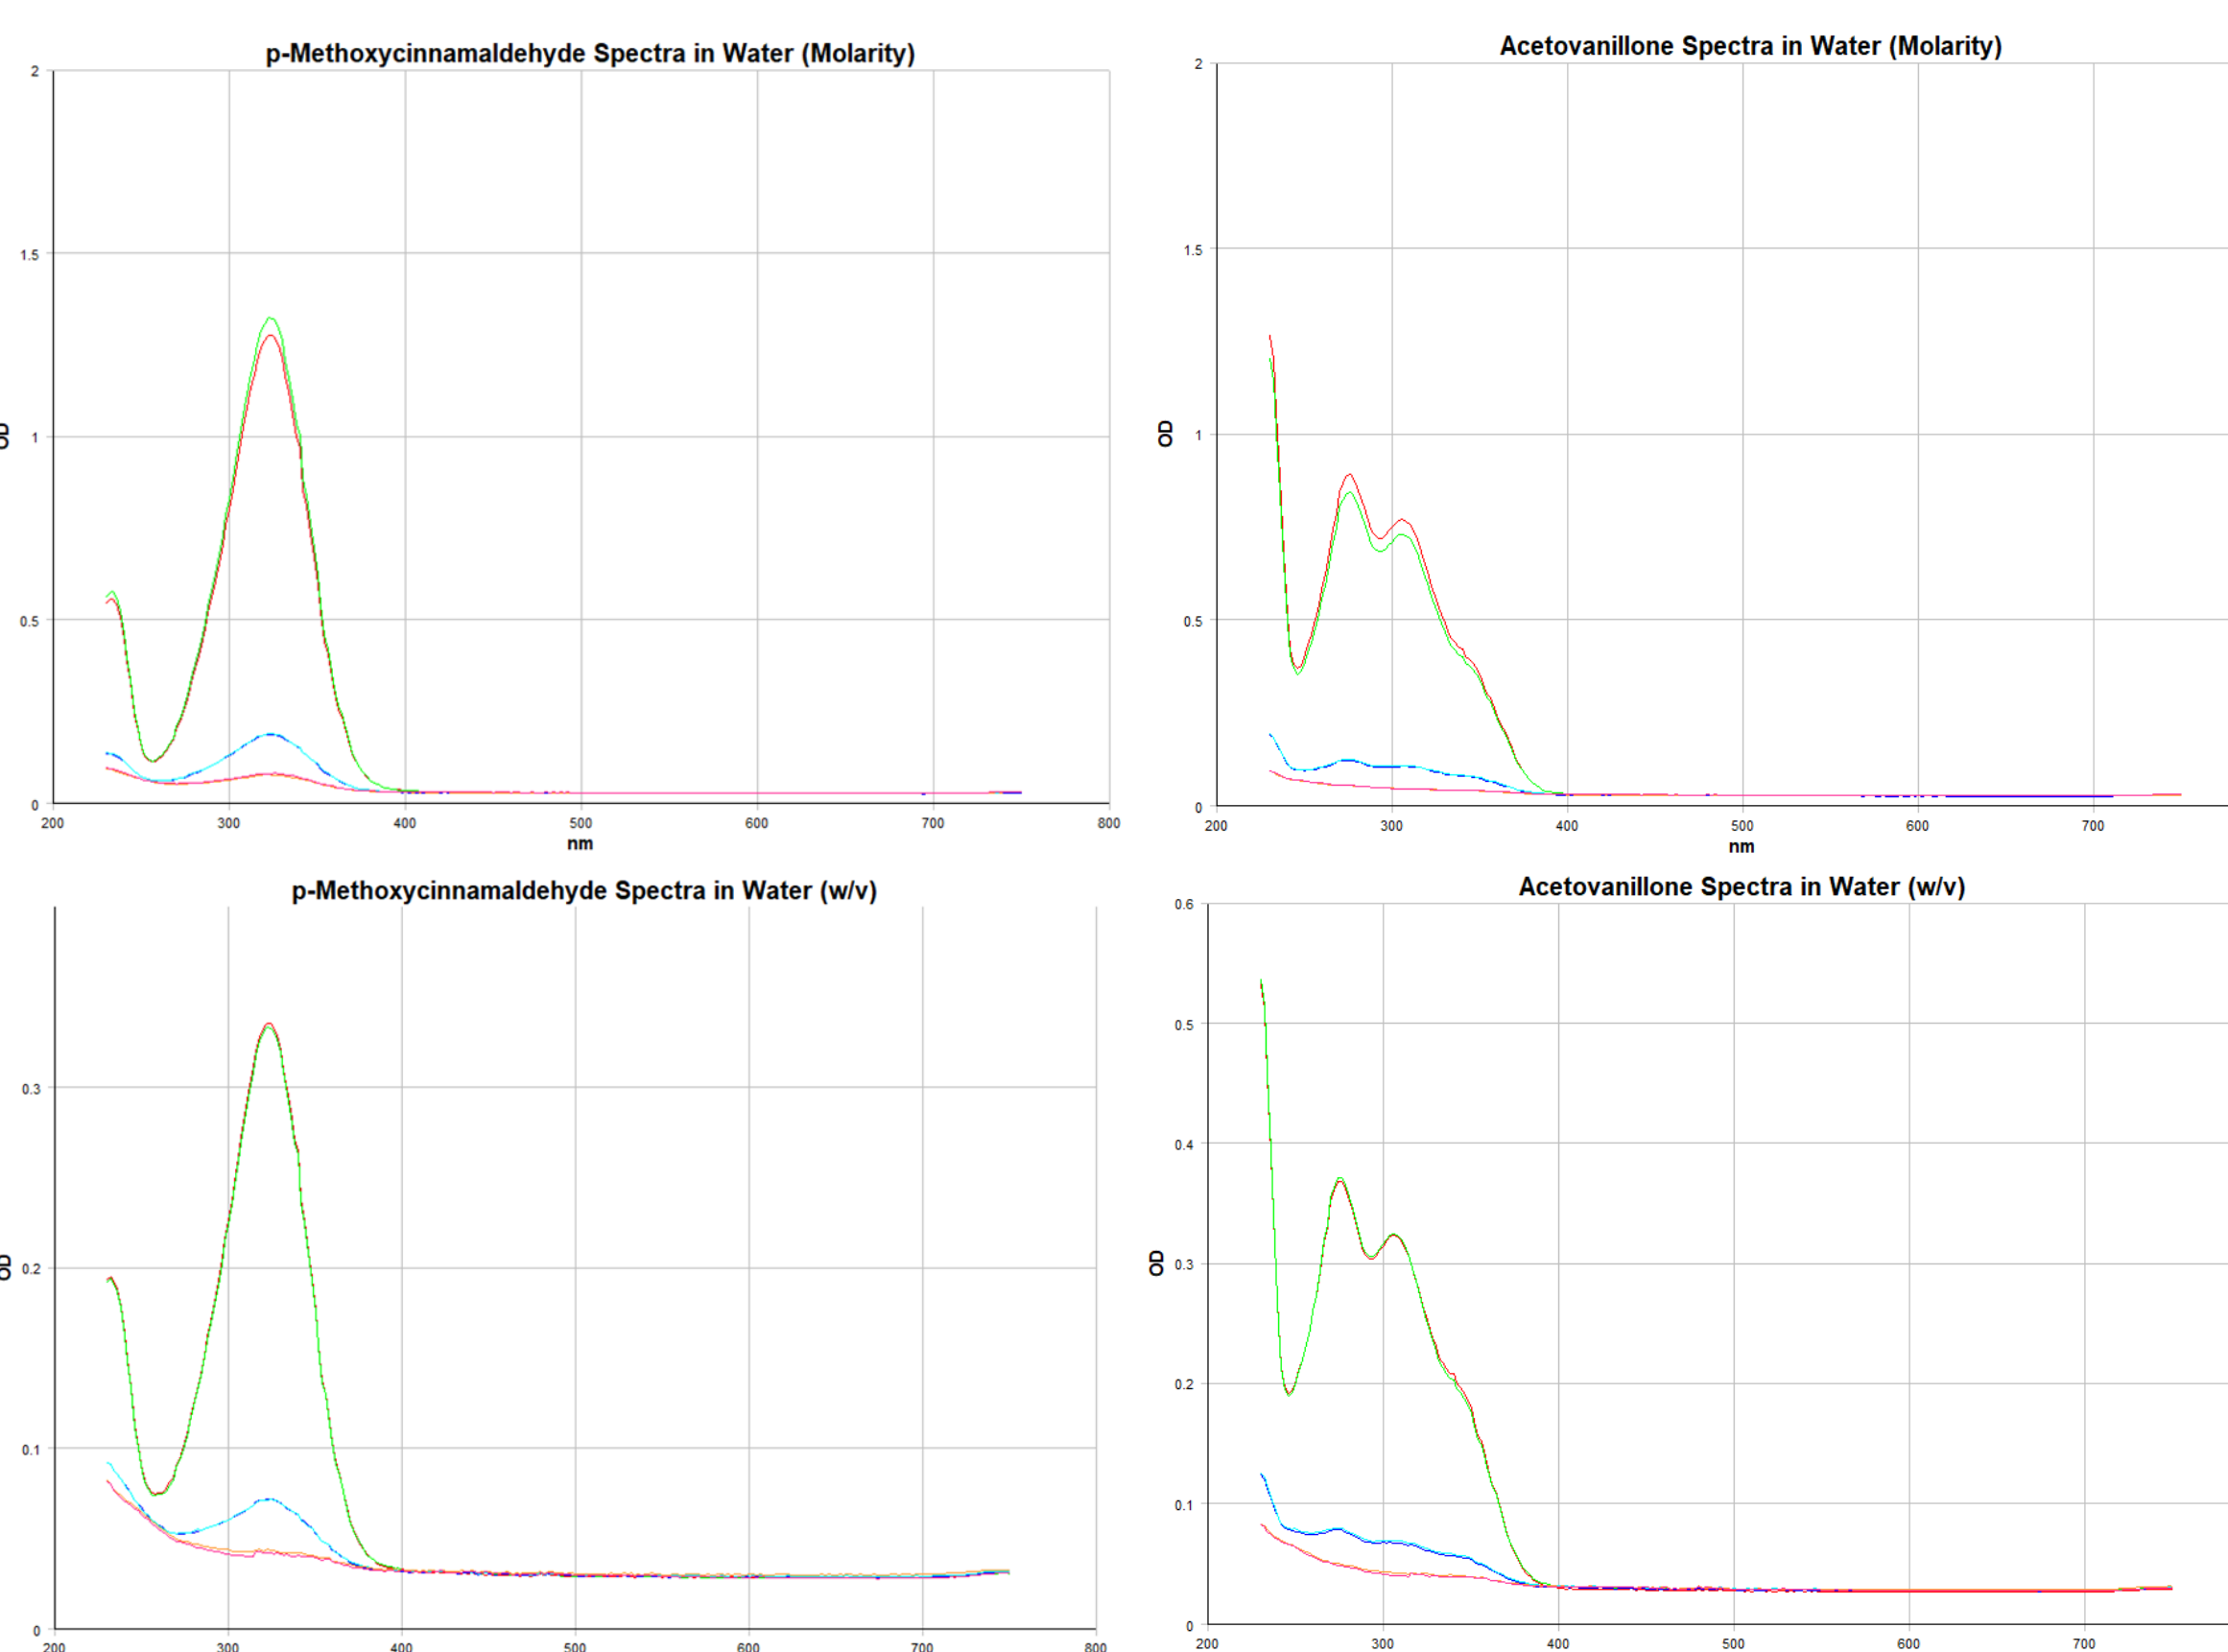 p-Methoxycinnamaldehyde Spectra in Water (Molarity)
2
1.5
1
0.5
0
OD
200 300 400 500 600 700 800
nm
Acetovanillone Spectra in Water (Molarity)
2
1.5
1
0.5
0
OD
200 300 400 500 600 700
nm
p-Methoxycinnamaldehyde Spectra in Water (w/v)
0.3
0.2
0.1
0
OD
200 300 400 500 600 700 800
Acetovanillone Spectra in Water (w/v)
0.6
0.5
0.4
0.3
0.2
0.1
0
OD
200 300 400 500 600 700